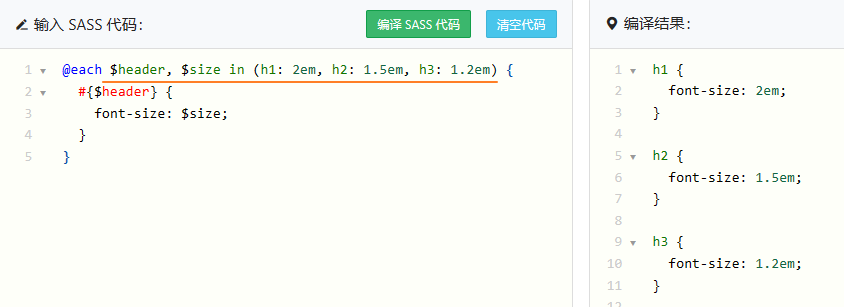 输入 SASS 代码：
编译 SASS 代码
清空代码
1 @each $header, $size in (h1: 2em, h2: 1.5em, h3: 1.2em) {
2 #{$header} {
3 font-size: $size;
4 }
5 }
编译结果：
1 h1 {
2 font-size: 2em;
3 }
4
5 h2 {
6 font-size: 1.5em;
7 }
8
9 h3 {
10 font-size: 1.2em;
11 }
12